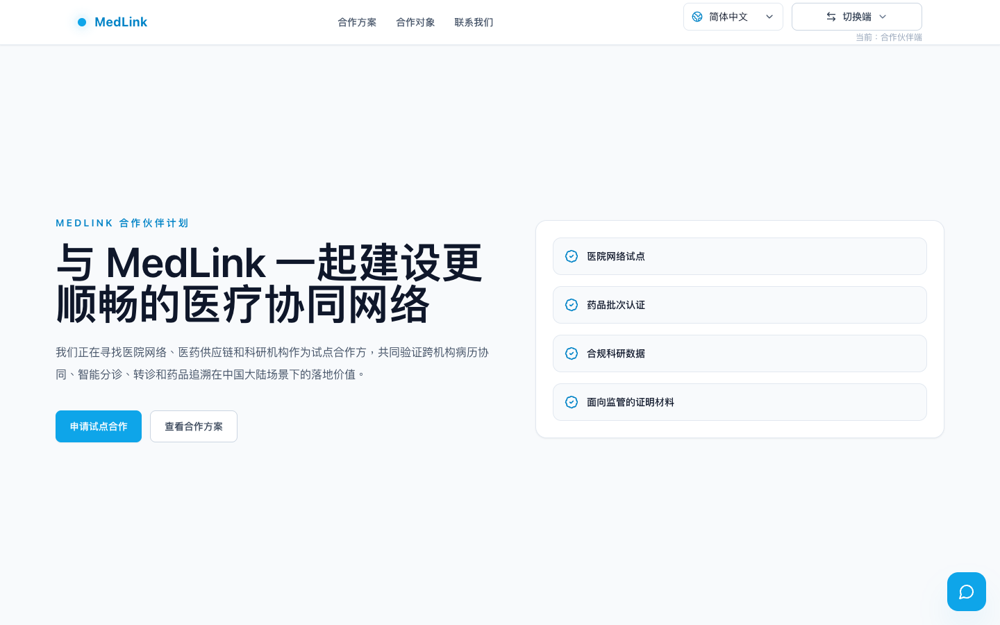 MedLink
合作方案
合作对象
联系我们
简体中文
切换端
当前：合作伙伴端
MEDLINK 合作伙伴计划
与 MedLink 一起建设更
顺畅的医疗协同网络
我们正在寻找医院网络、医药供应链和科研机构作为试点合作方，共同验证跨机构病历协
同、智能分诊、转诊和药品追溯在中国大陆场景下的落地价值。
申请试点合作
查看合作方案
医院网络试点
药品批次认证
合规科研数据
面向监管的证明材料